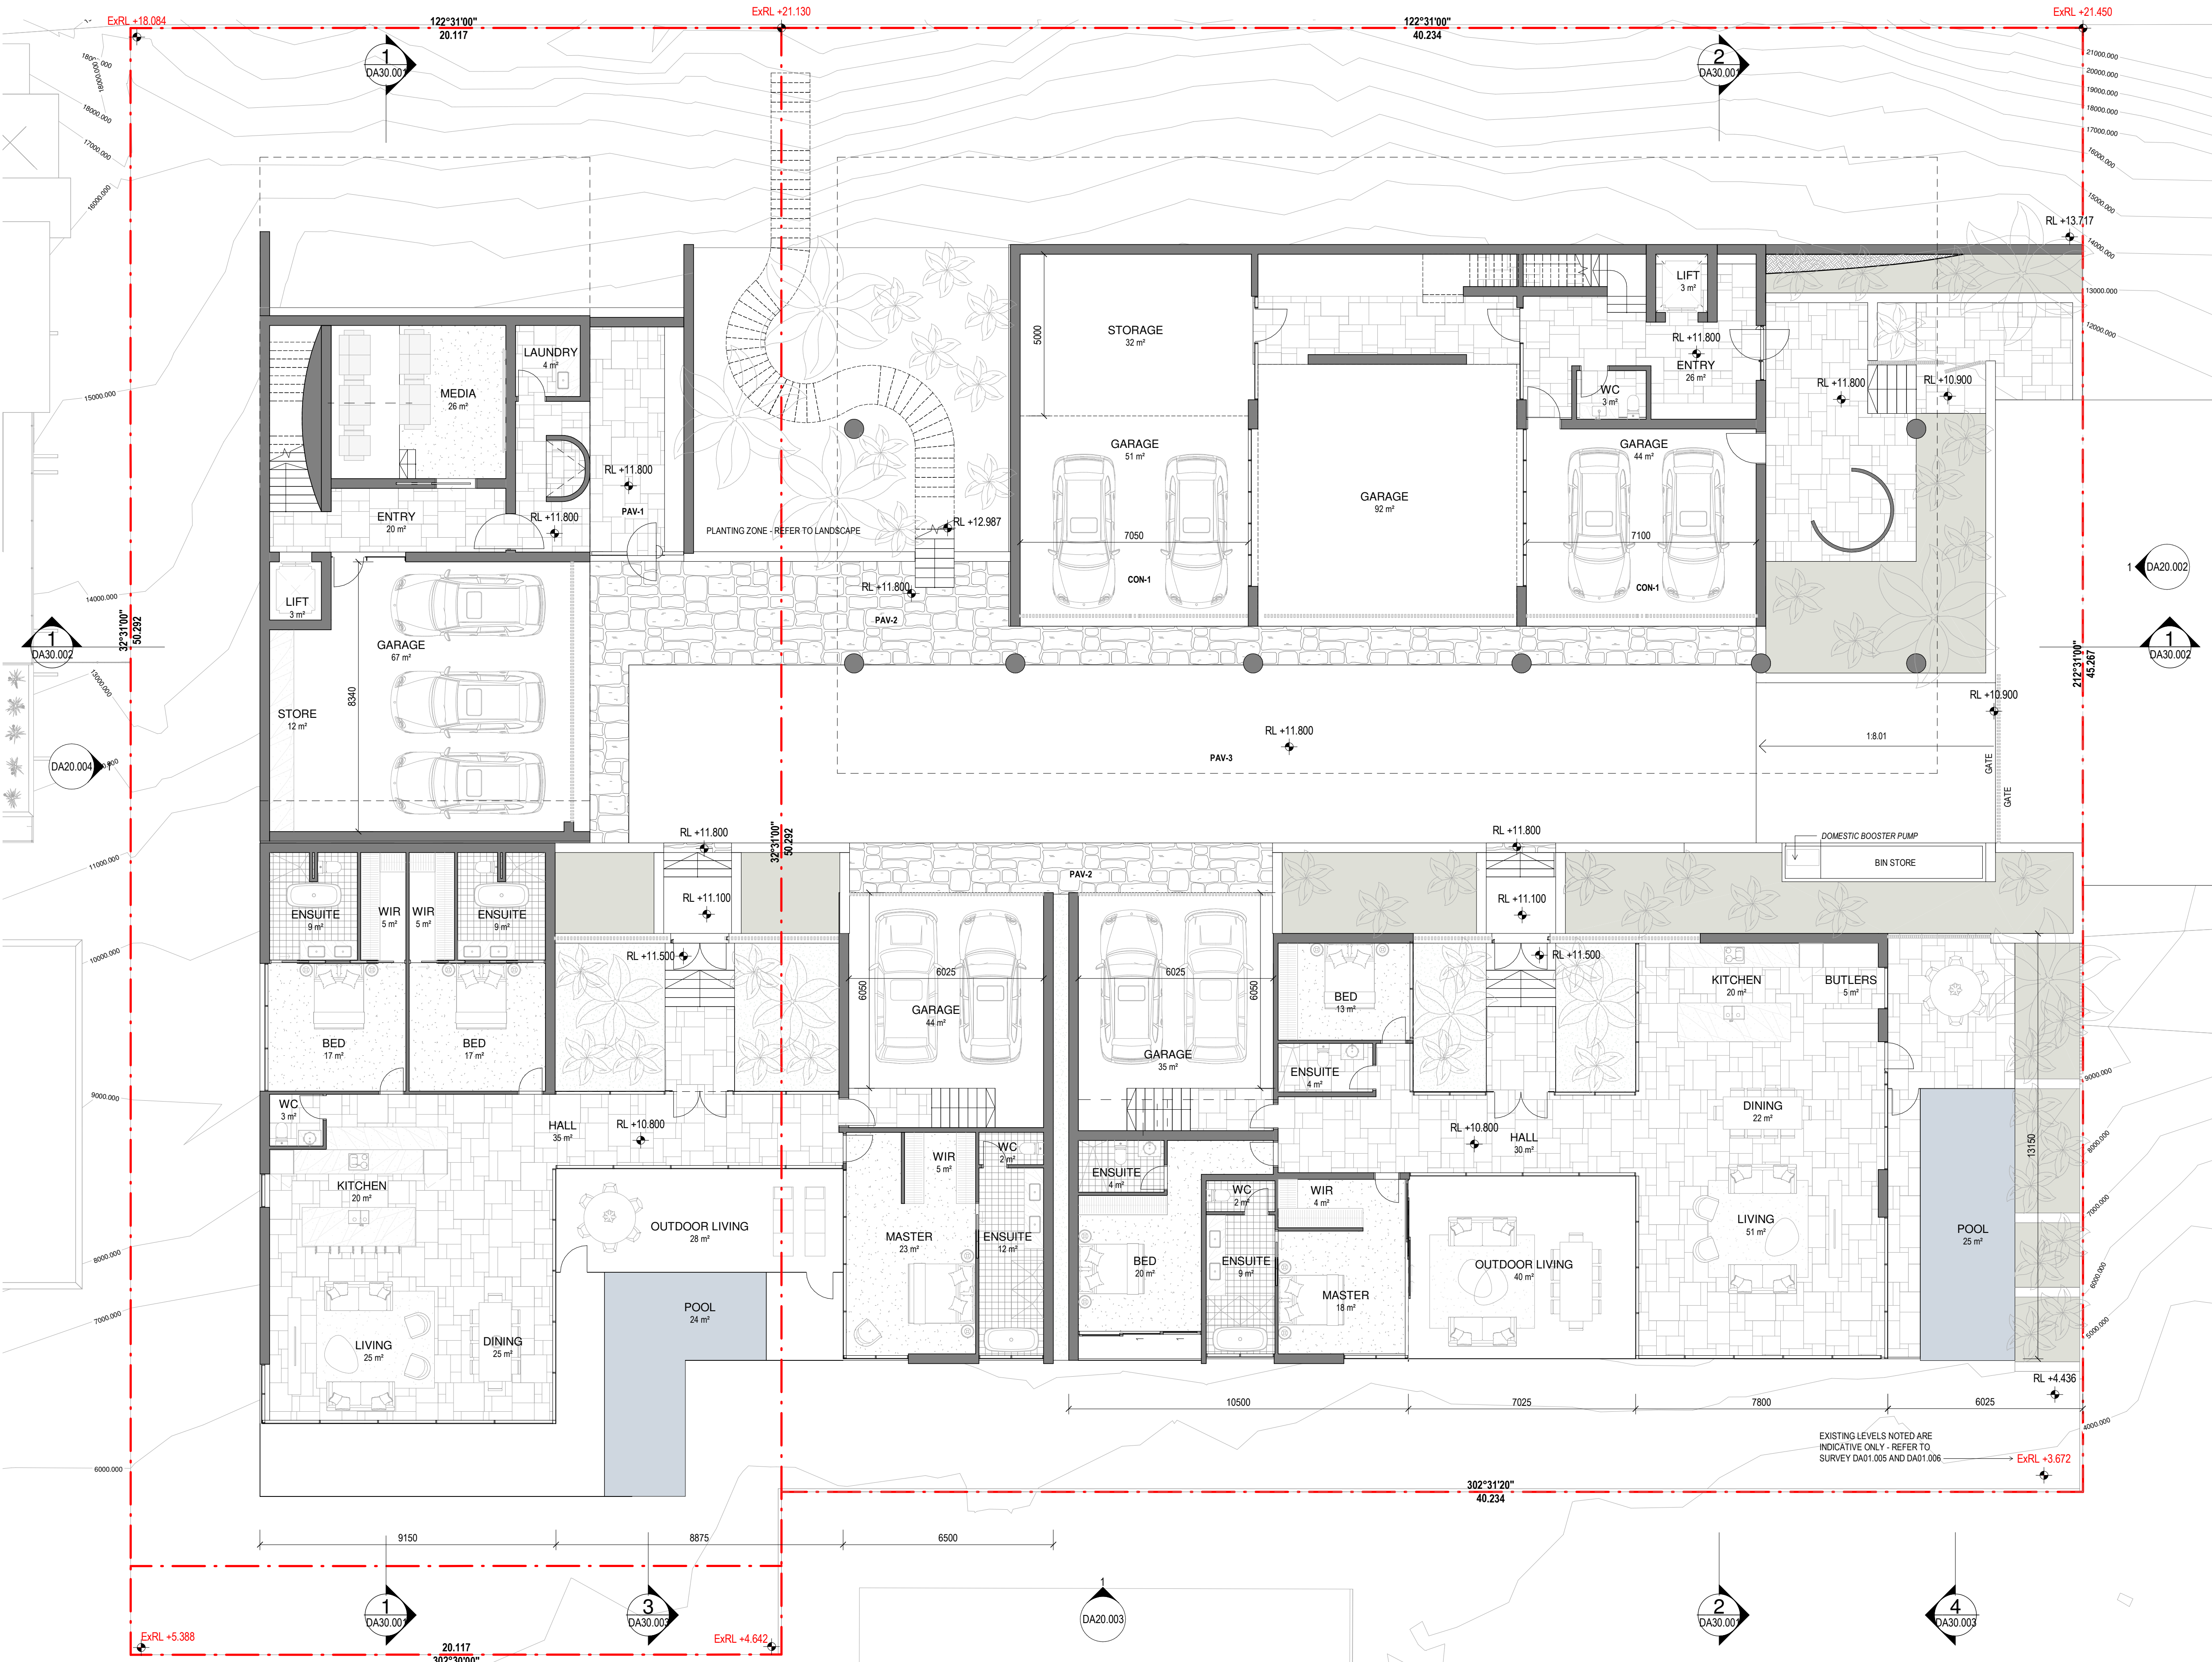 ExRL +18.084
122°31'00"
20.117
ExRL +21.130
122°31'00"
40.234
ExRL +21.450
1
DA30.001
2
DA30.001
18000.000
18000.000
17000.000
16000.000
15000.000
14000.000
13000.000
11000.000
10000.000
9000.000
8000.000
7000.000
6000.000
21000.000
20000.000
19000.000
18000.000
17000.000
16000.000
15000.000
14000.000
13000.000
12000.000
RL +13.717
LAUNDRY
4 m²
MEDIA
26 m²
ENTRY
20 m²
RL +11.800
RL +11.800
PAV-1
PLANTING ZONE - REFER TO LANDSCAPE
RL +12.987
RL +11.800
PAV-2
STORAGE
32 m²
5000
GARAGE
51 m²
7050
CON-1
GARAGE
92 m²
LIFT
3 m²
RL +11.800
ENTRY
26 m²
WC
3 m²
GARAGE
44 m²
7100
CON-1
RL +11.800
RL +10.900
1
DA20.002
1
DA30.002
32°31'00"
50.292
LIFT
3 m²
GARAGE
67 m²
STORE
12 m²
8340
DA20.004
1
DA30.002
212°31'00"
45.267
RL +10.900
RL +11.800
PAV-3
1:8.01
GATE
GATE
DOMESTIC BOOSTER PUMP
BIN STORE
32°31'00"
50.292
RL +11.800
RL +11.100
RL +11.500
PAV-2
RL +11.800
RL +11.100
RL +11.500
ENSUITE
9 m²
WIR
5 m²
WIR
5 m²
ENSUITE
9 m²
BED
17 m²
BED
17 m²
6025
6050
GARAGE
44 m²
6025
6050
GARAGE
35 m²
BED
13 m²
ENSUITE
4 m²
KITCHEN
20 m²
BUTLERS
5 m²
WC
3 m²
HALL
35 m²
RL +10.800
KITCHEN
20 m²
OUTDOOR LIVING
28 m²
POOL
24 m²
LIVING
25 m²
DINING
25 m²
WIR
5 m²
WC
2 m²
MASTER
23 m²
ENSUITE
12 m²
ENSUITE
4 m²
BED
20 m²
WC
2 m²
ENSUITE
9 m²
WIR
4 m²
MASTER
18 m²
RL +10.800
HALL
30 m²
OUTDOOR LIVING
40 m²
DINING
22 m²
LIVING
51 m²
POOL
25 m²
13150
9000.000
8000.000
7000.000
6000.000
5000.000
4000.000
RL +4.436
10500
7025
7800
6025
EXISTING LEVELS NOTED ARE
INDICATIVE ONLY - REFER TO
SURVEY DA01.005 AND DA01.006
ExRL +3.672
302°31'20"
40.234
9150
8875
6500
1
DA30.001
3
DA30.003
1
DA20.003
2
DA30.001
4
DA30.003
ExRL +5.388
ExRL +4.642
20.117
302°30'00"